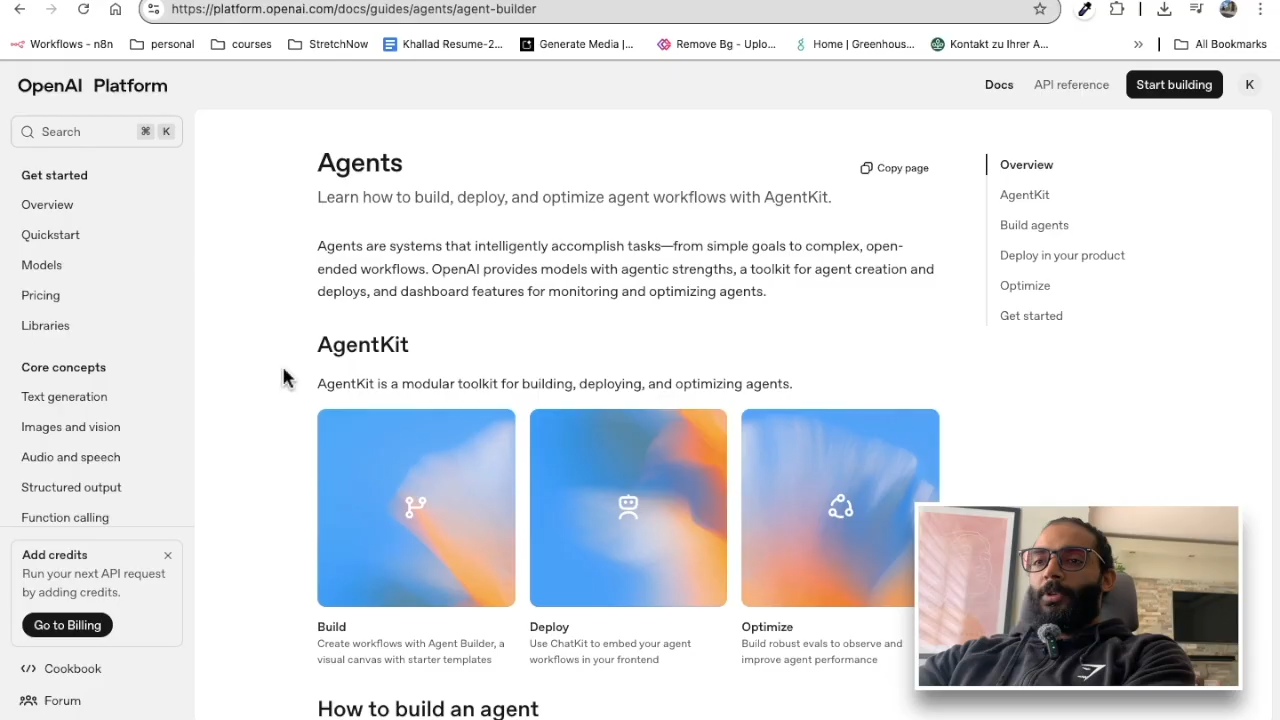 https://platform.openai.com/docs/guides/agents/agent-builder
Workflows - n8n
personal
courses
StretchNow
Khallad Resume-2...
Generate Media |...
Remove Bg - Uplo...
Home | Greenhous...
Kontakt zu Ihrer A...
»
All Bookmarks
OpenAI Platform
Docs
API reference
Start building
K
Search
⌘ K
Get started
Overview
Quickstart
Models
Pricing
Libraries
Core concepts
Text generation
Images and vision
Audio and speech
Structured output
Function calling
Add credits
Run your next API request
by adding credits.
Go to Billing
Cookbook
Forum
Agents
Copy page
Learn how to build, deploy, and optimize agent workflows with AgentKit.
Agents are systems that intelligently accomplish tasks—from simple goals to complex, open-
ended workflows. OpenAI provides models with agentic strengths, a toolkit for agent creation and
deploys, and dashboard features for monitoring and optimizing agents.
AgentKit
AgentKit is a modular toolkit for building, deploying, and optimizing agents.
Build
Create workflows with Agent Builder, a
visual canvas with starter templates
Deploy
Use ChatKit to embed your agent
workflows in your frontend
Optimize
Build robust evals to observe and
improve agent performance
How to build an agent
Overview
AgentKit
Build agents
Deploy in your product
Optimize
Get started